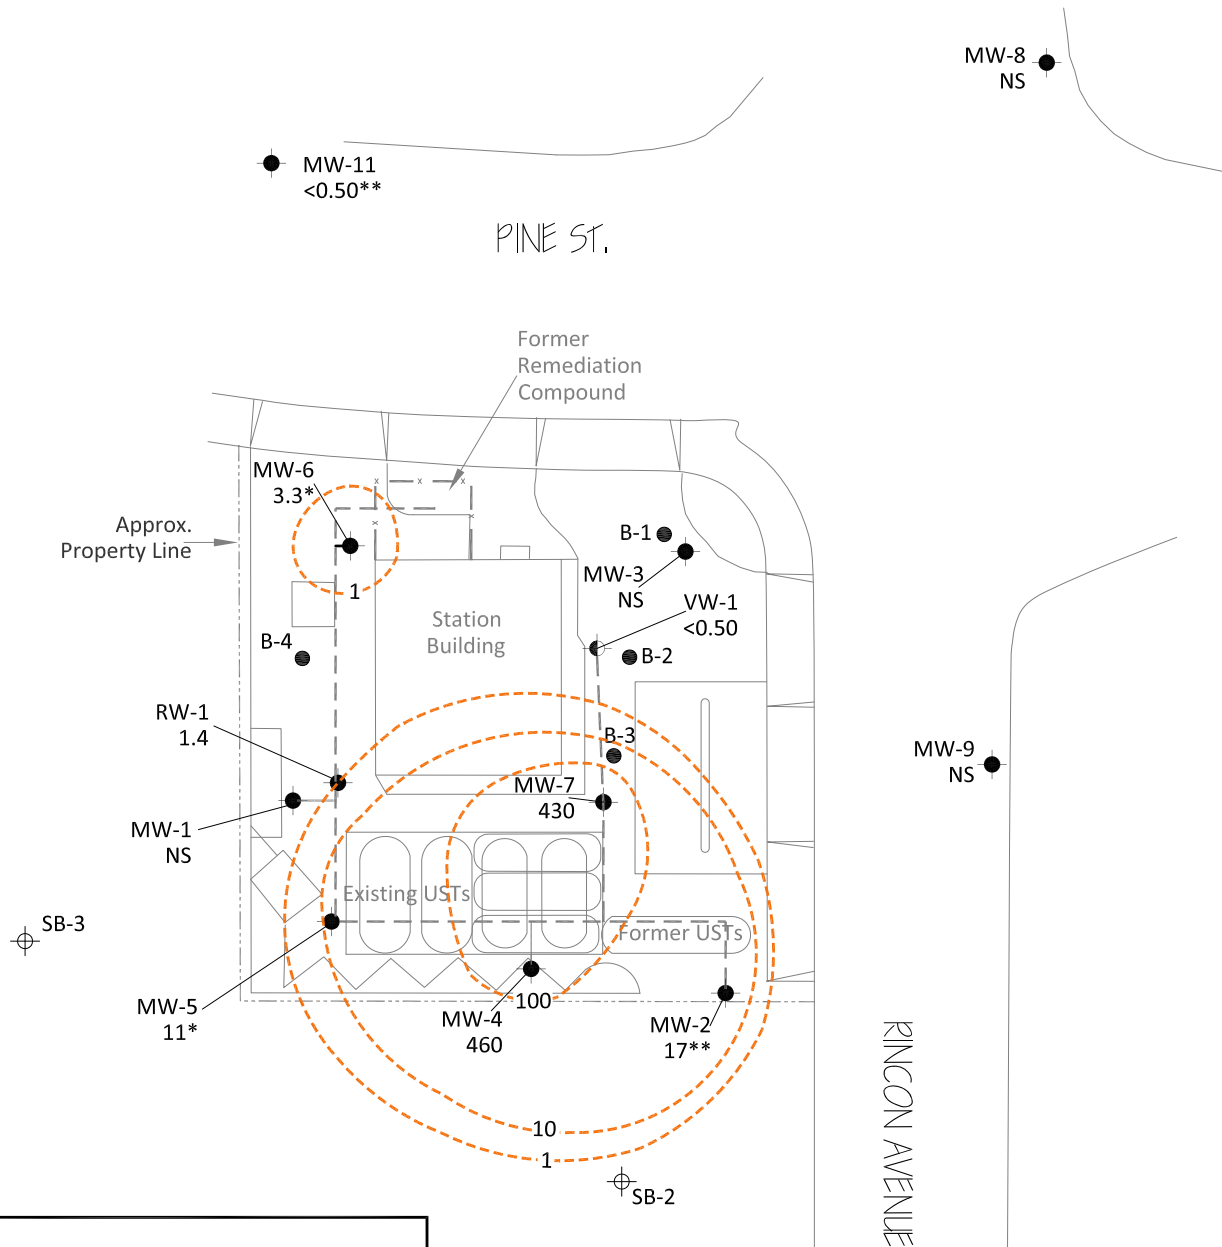 MW-8
NS
MW-11
<0.50**
PINE ST.
Former
Remediation
Compound
MW-6
3.3*
x x x
x x
Approx.
Property Line
B-1
MW-3
NS
1
VW-1
<0.50
Station
Building
B-4
B-2
RW-1
1.4
B-3
MW-9
NS
MW-7
430
MW-1
NS
Existing USTs
SB-3
Former USTs
MW-5
11*
100
MW-4
460
MW-2
17**
RINCON AVENUE
10
1
SB-2